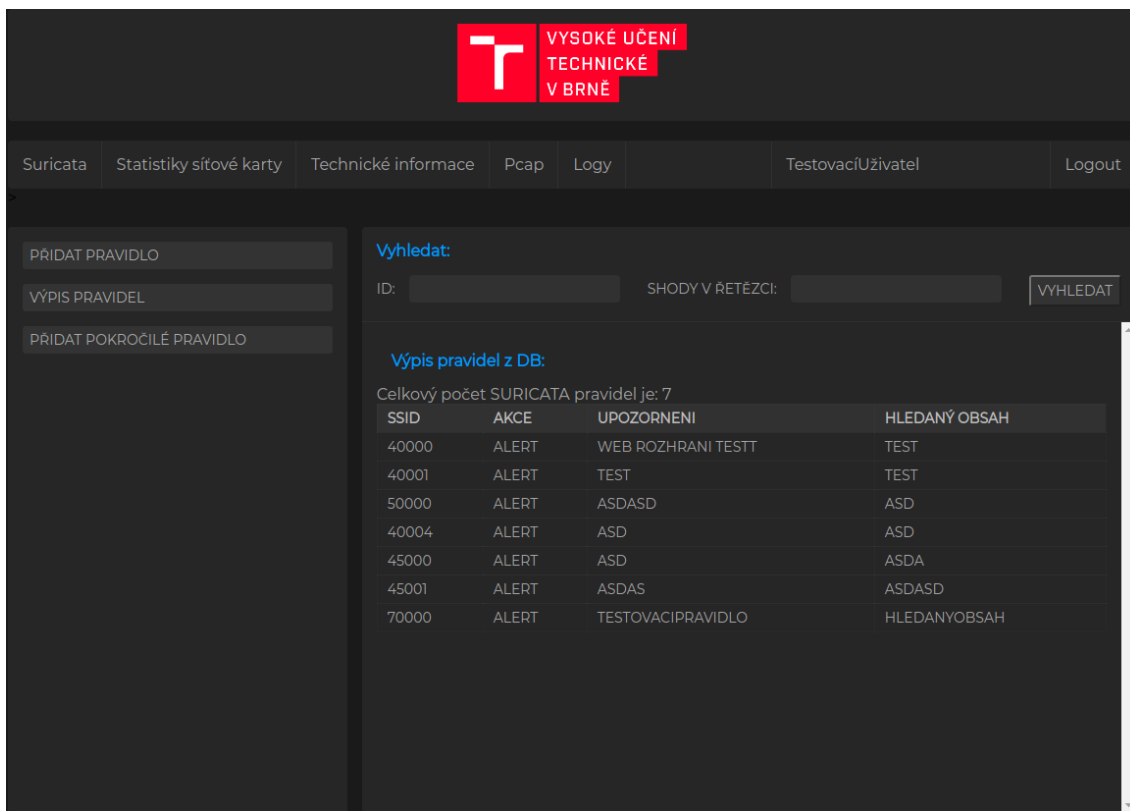 VYSOKÉ UČENÍ
TECHNICKÉ
V BRNĚ
Suricata Statistiky síťové karty Technické informace Pcap Logy TestovacíUživatel Logout
>
PŘIDAT PRAVIDLO
VÝPIS PRAVIDEL
PŘIDAT POKROČILÉ PRAVIDLO
Vyhledat:
ID: SHODY V ŘETĚZCI: VYHLEDAT
Výpis pravidel z DB:
Celkový počet SURICATA pravidel je: 7
SSID AKCE UPOZORNENI HLEDANÝ OBSAH
40000 ALERT WEB ROZHRANI TESTT TEST
40001 ALERT TEST TEST
50000 ALERT ASDASD ASD
40004 ALERT ASD ASD
45000 ALERT ASD ASDA
45001 ALERT ASDAS ASDASD
70000 ALERT TESTOVACIPRAVIDLO HLEDANYOBSAH